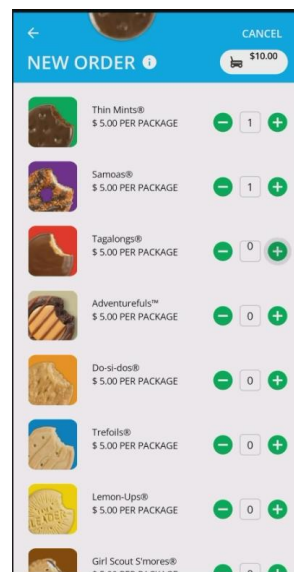 CANCEL
NEW ORDER i
$10.00
Thin Mints®
$ 5.00 PER PACKAGE
1
Samoas®
$ 5.00 PER PACKAGE
1
Tagalongs®
$ 5.00 PER PACKAGE
0
Adventurefuls™
$ 5.00 PER PACKAGE
0
Do-si-dos®
$ 5.00 PER PACKAGE
0
Trefoils®
$ 5.00 PER PACKAGE
0
Lemon-Ups®
$ 5.00 PER PACKAGE
0
LEADER
Girl Scout S'mores®